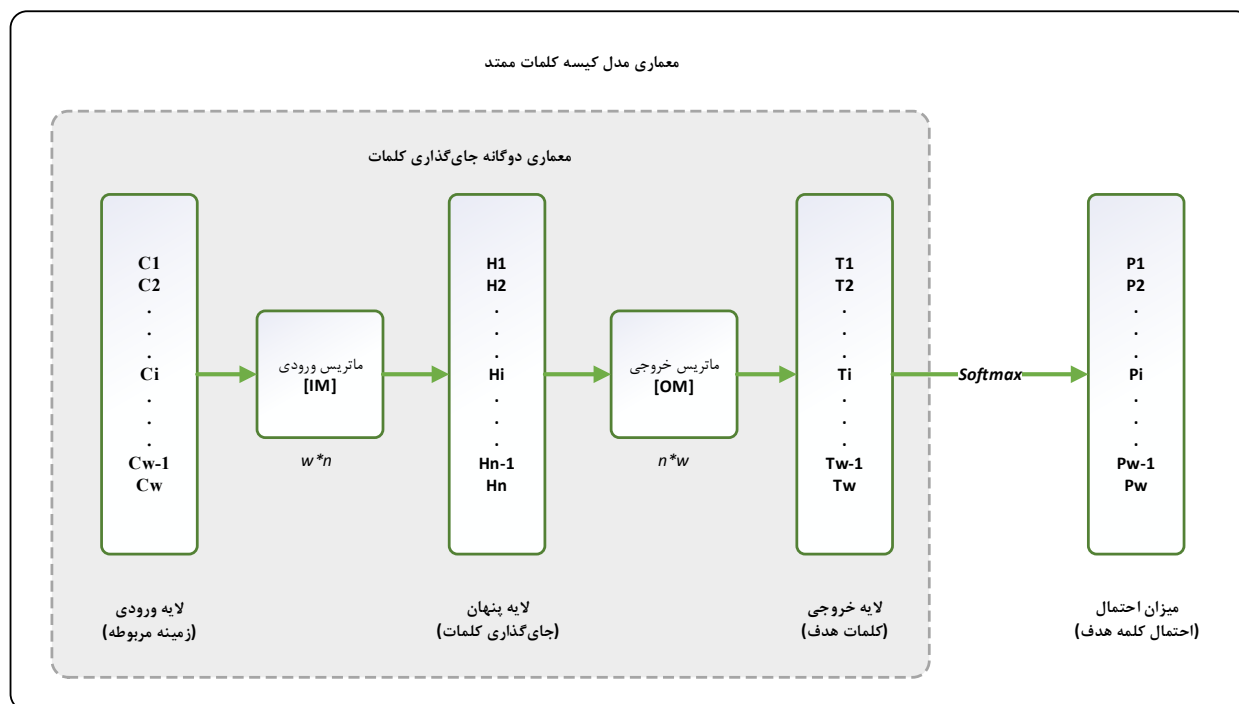 معماری مدل کیسه کلمات ممتد
معماری دوگانه جای‌گذاری کلمات
C1
C2
.
.
.
Ci
.
.
.
Cw-1
Cw
لایه ورودی
(زمینه مربوطه)
ماتریس ورودی
[IM]
w*n
H1
H2
.
.
.
Hi
.
.
.
Hn-1
Hn
لایه پنهان
(جای‌گذاری کلمات)
ماتریس خروجی
[OM]
n*w
T1
T2
.
.
.
Ti
.
.
.
Tw-1
Tw
لایه خروجی
(کلمات هدف)
Softmax
P1
P2
.
.
.
Pi
.
.
.
Pw-1
Pw
میزان احتمال
(احتمال کلمه هدف)